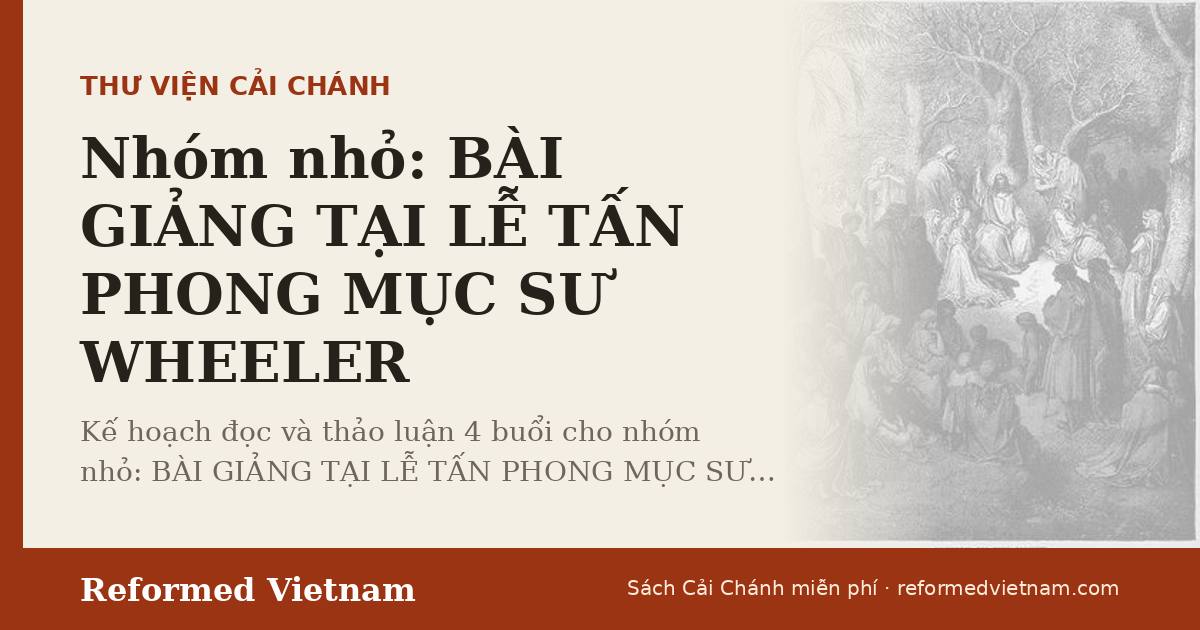 THƯ VIỆN CẢI CHÁNH
Nhóm nhỏ: BÀI
GIẢNG TẠI LỄ TẤN
PHONG MỤC SƯ
WHEELER
Kế hoạch đọc và thảo luận 4 buổi cho nhóm
nhỏ: BÀI GIẢNG TẠI LỄ TẤN PHONG MỤC SƯ...
Reformed Vietnam
Sách Cải Chánh miễn phí · reformedvietnam.com